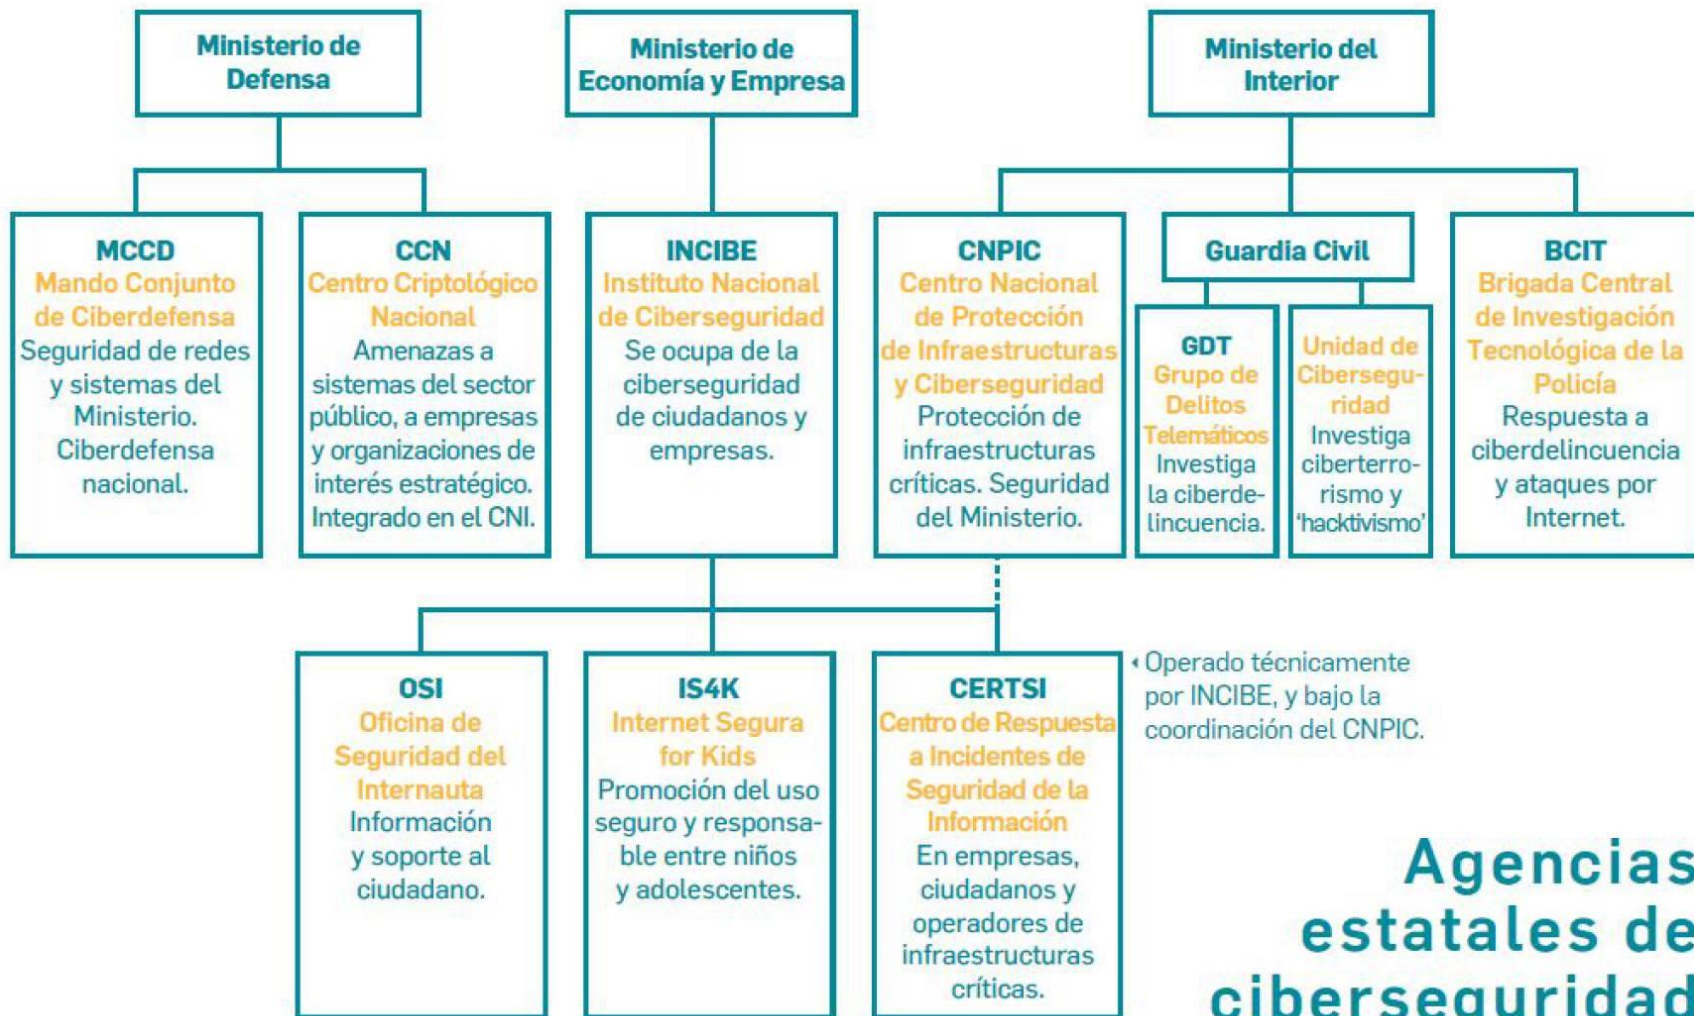 Ministerio de
Defensa
Ministerio de
Economía y Empresa
Ministerio del
Interior
MCCD
Mando Conjunto
de Ciberdefensa
Seguridad de redes
y sistemas del
Ministerio.
Ciberdefensa
nacional.
CCN
Centro Criptológico
Nacional
Amenazas a
sistemas del sector
público, a empresas
y organizaciones de
interés estratégico.
Integrado en el CNI.
INCIBE
Instituto Nacional
de Ciberseguridad
Se ocupa de la
ciberseguridad
de ciudadanos y
empresas.
CNPIC
Centro Nacional
de Protección
de Infraestructuras
y Ciberseguridad
Protección de
infraestructuras
críticas. Seguridad
del Ministerio.
Guardia Civil
GDT
Grupo de
Delitos
Telemáticos
Investiga
la ciberde-
lincuencia.
Unidad de
Cibersegu-
ridad
Investiga
ciberterro-
rismo y
'hacktivismo'
BCIT
Brigada Central
de Investigación
Tecnológica de la
Policía
Respuesta a
ciberdelincuencia
y ataques por
Internet.
OSI
Oficina de
Seguridad del
Internauta
Información
y soporte al
ciudadano.
IS4K
Internet Segura
for Kids
Promoción del uso
seguro y responsa-
ble entre niños
y adolescentes.
CERTSI
Centro de Respuesta
a Incidentes de
Seguridad de la
Información
En empresas,
ciudadanos y
operadores de
infraestructuras
críticas.
Operado técnicamente
por INCIBE, y bajo la
coordinación del CNPIC.
Agencias
estatales de
ciberseguridad